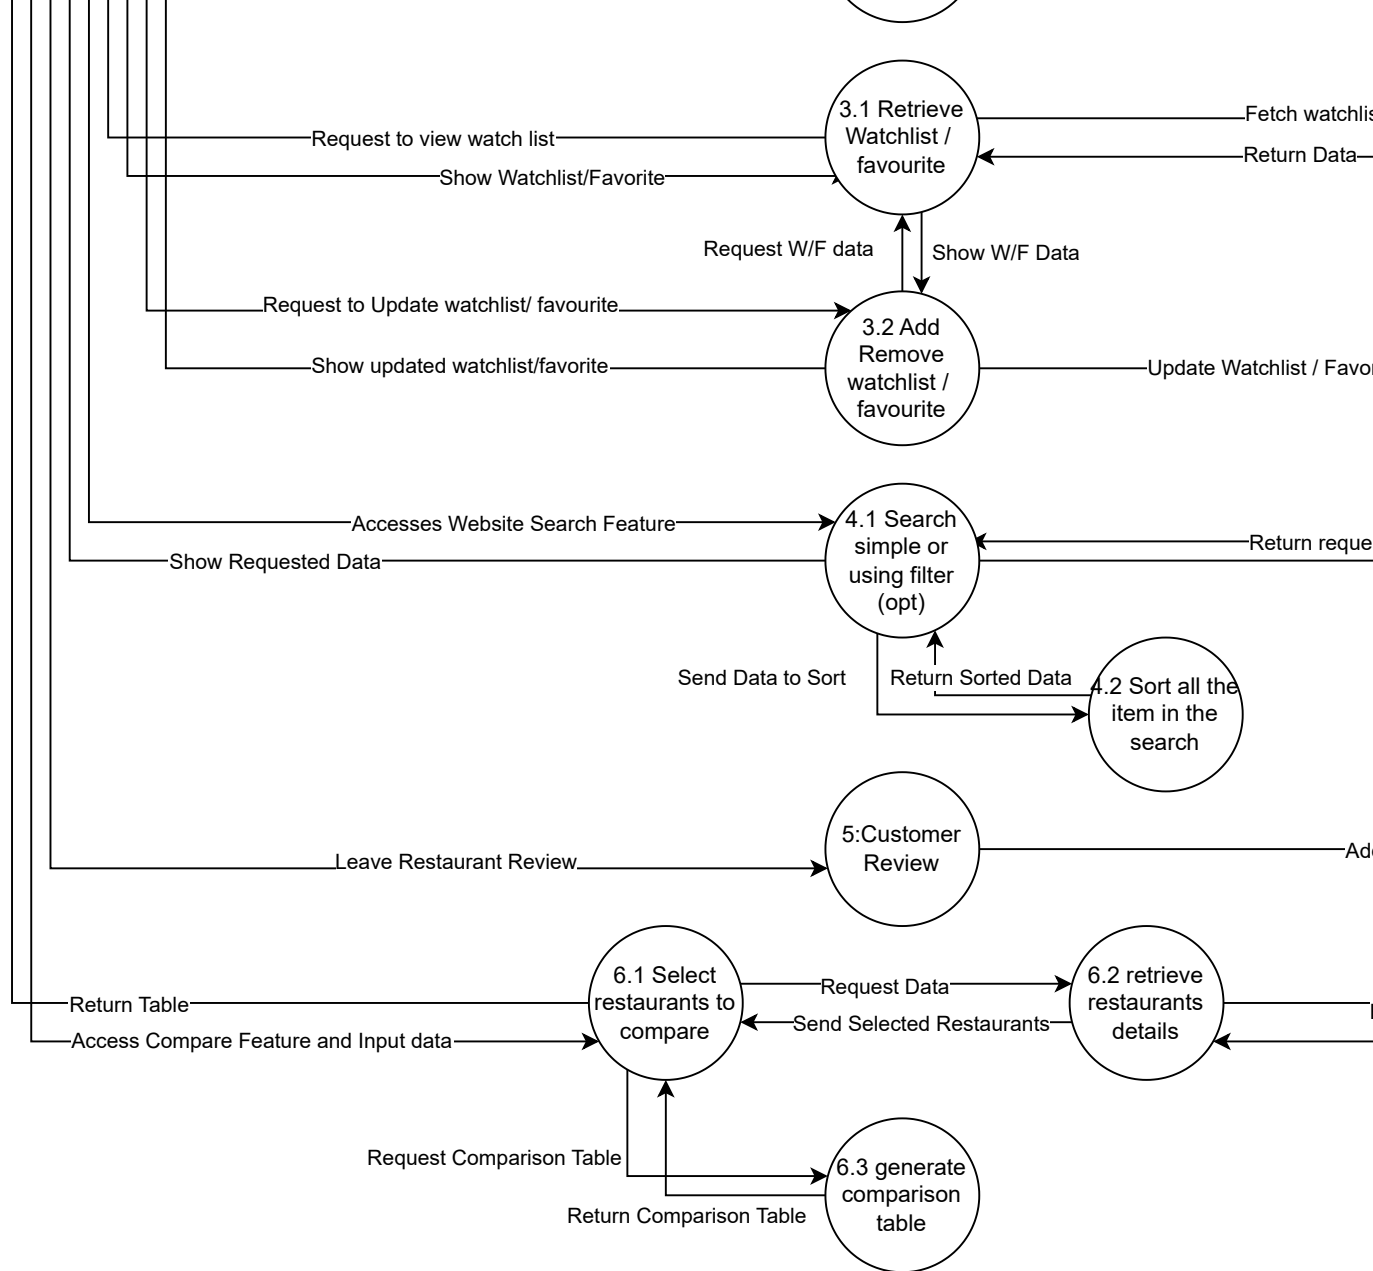 3.1 Retrieve
Watchlist /
favourite
Fetch watchlis
Request to view watch list
Return Data
Show Watchlist/Favorite
Request W/F data
Show W/F Data
Request to Update watchlist/ favourite
3.2 Add
Remove
watchlist /
favourite
Show updated watchlist/favorite
Update Watchlist / Favo
Accesses Website Search Feature
4.1 Search
simple or
using filter
(opt)
Return reque
Show Requested Data
Send Data to Sort
Return Sorted Data
4.2 Sort all the
item in the
search
5:Customer
Review
Leave Restaurant Review
6.1 Select
restaurants to
compare
Request Data
6.2 retrieve
restaurants
details
Return Table
Send Selected Restaurants
Access Compare Feature and Input data
Request Comparison Table
6.3 generate
comparison
table
Return Comparison Table